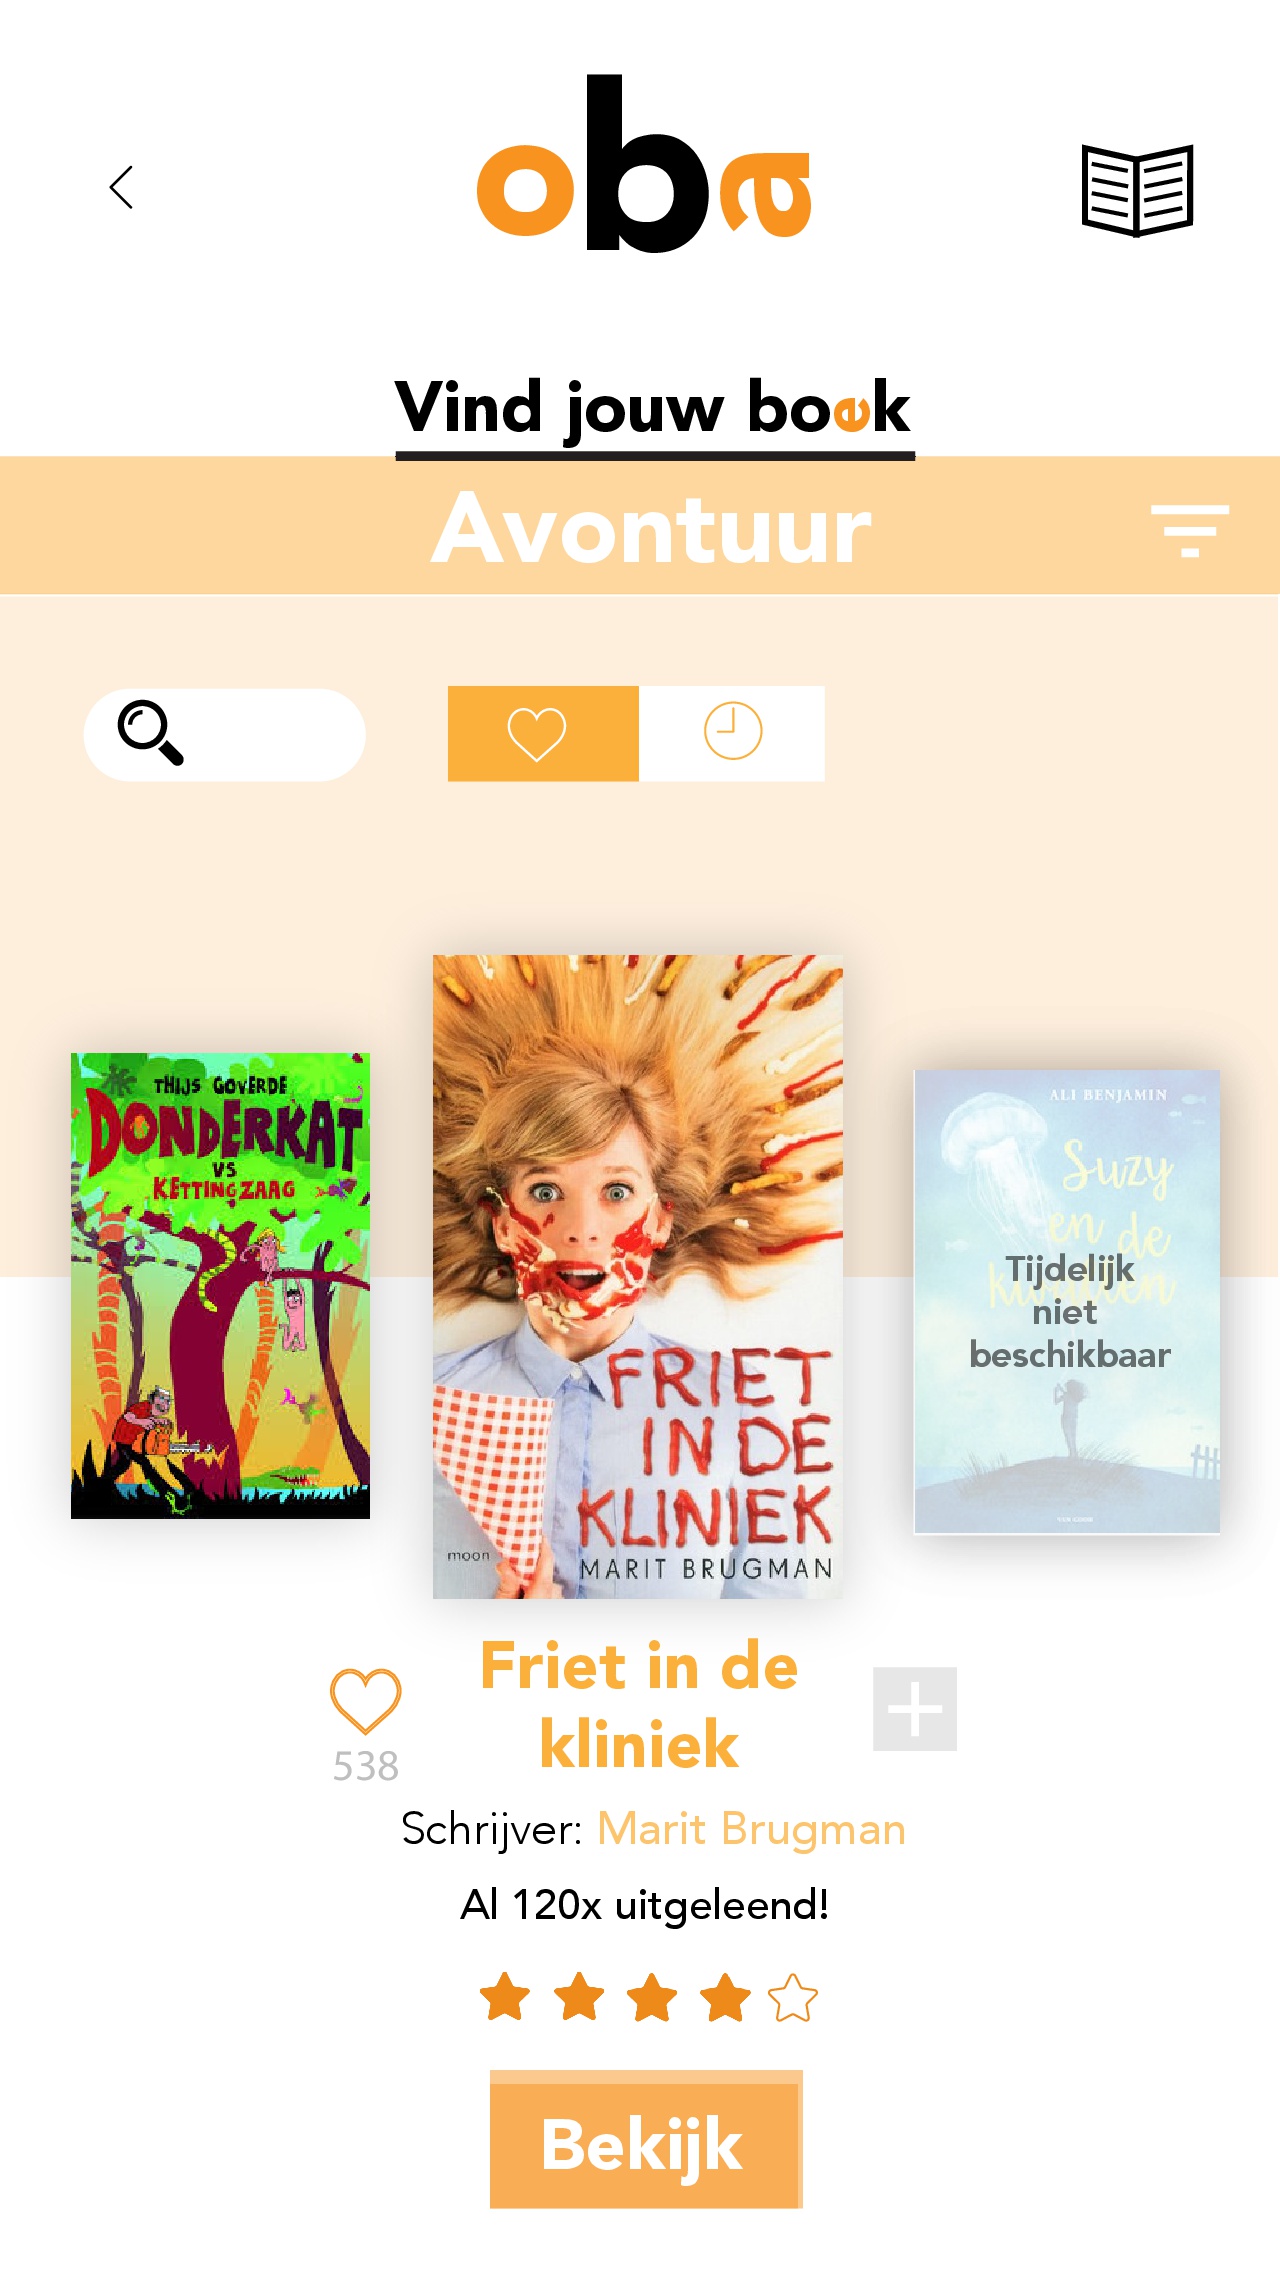 oba
Vind jouw boek
Avontuur
THIJS GOVERDE
DONDERKAT
VS
KETTINGZAAG
FRIET
IN DE
KLINIEK
moon
MARIT BRUGMAN
ALI BENJAMIN
Suzy
en de
kwallen
Tijdelijk
niet
beschikbaar
VAN GOOR
Friet in de
kliniek
538
Schrijver: Marit Brugman
Al 120x uitgeleend!
Bekijk